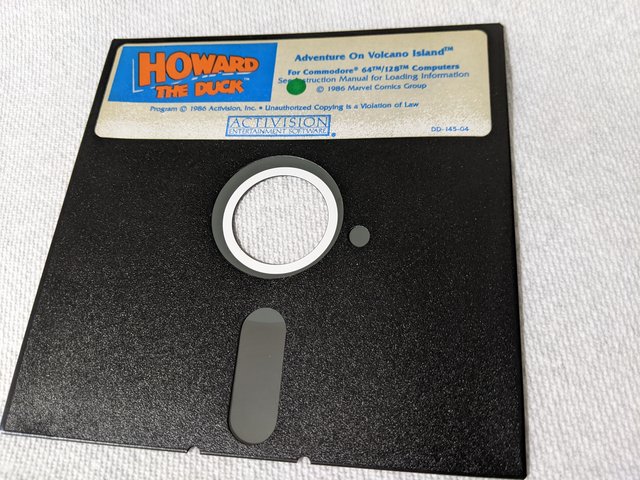 HOWARD
THE DUCK™
Adventure On Volcano Island™
For Commodore® 64™/128™ Computers
See Instruction Manual for Loading Information
© 1986 Marvel Comics Group
Program © 1986 Activision, Inc. • Unauthorized Copying is a Violation of Law
ACTIVISION
ENTERTAINMENT SOFTWARE®
DD-145-04